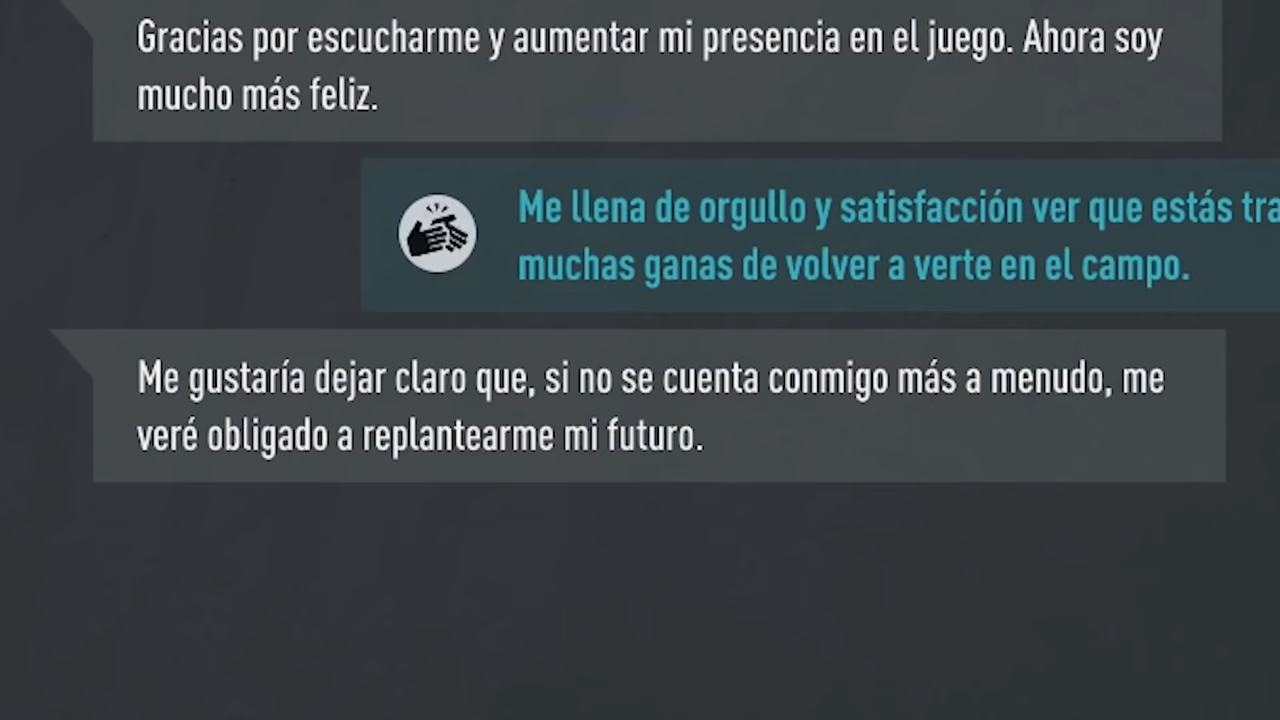 Gracias por escucharme y aumentar mi presencia en el juego. Ahora soy
mucho más feliz.
Me llena de orgullo y satisfacción ver que estás
muchas ganas de volver a verte en el campo.
Me gustaría dejar claro que, si no se cuenta conmigo más a menudo, me
veré obligado a replantearme mi futuro.